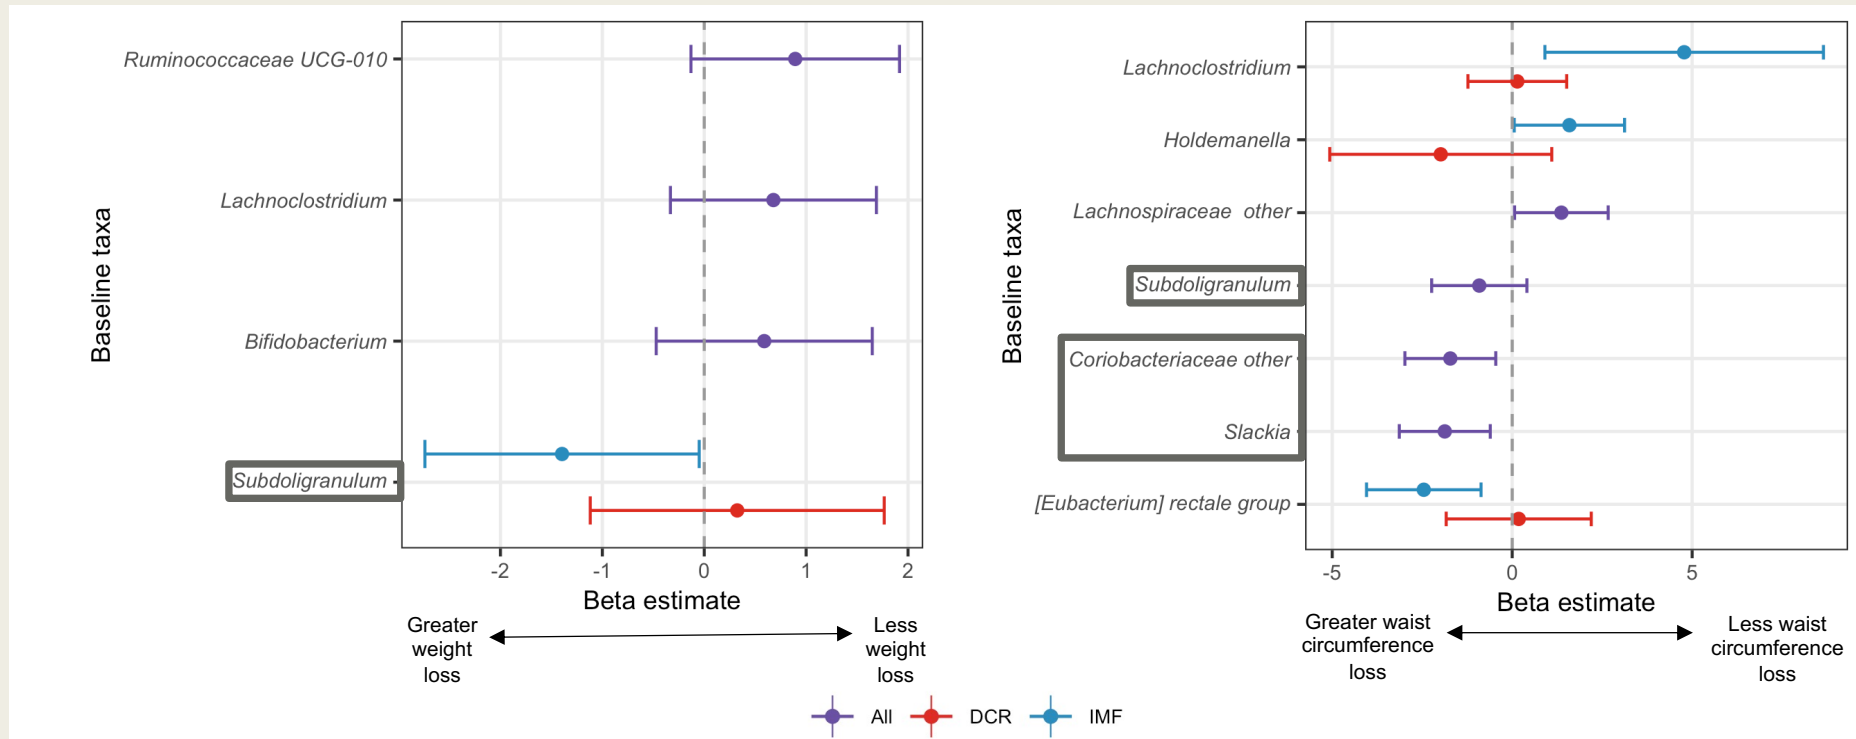 Baseline taxa
Ruminococcaceae UCG-010
Lachnoclostridium
Bifidobacterium
Subdoligranulum
-2 -1 0 1 2
Beta estimate
Greater
weight
loss
Less
weight
loss
Baseline taxa
Lachnoclostridium
Holdemanella
Lachnospiraceae other
Subdoligranulum
Coriobacteriaceae other
Slackia
[Eubacterium] rectale group
-5 0 5
Beta estimate
Greater waist
circumference
loss
Less waist
circumference
loss
All DCR IMF